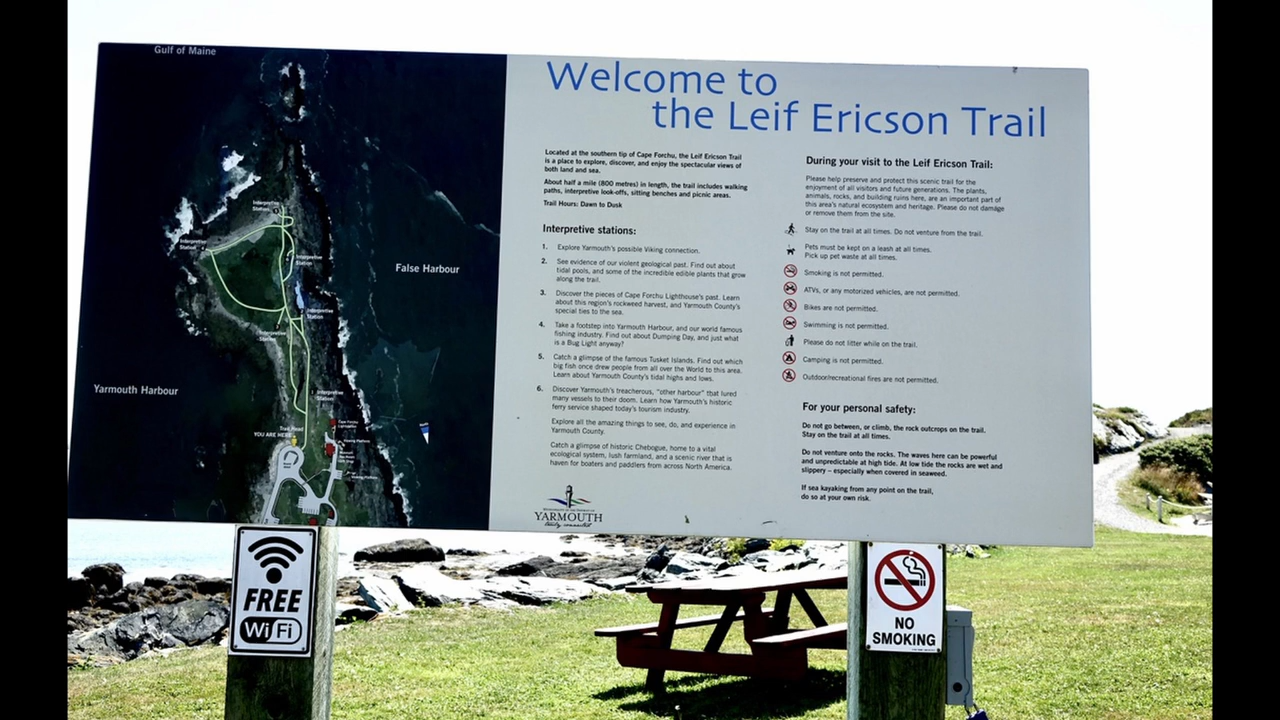 Gulf of Maine
Interpretive
Station
Interpretive
Station
Interpretive
Station
False Harbour
Interpretive
Station
Interpretive
Station
Yarmouth Harbour
Interpretive
Station
Trail Head
YOU ARE HERE
Welcome to
the Leif Ericson Trail
Located at the southern tip of Cape Forchu, the Leif Ericson Trail
is a place to explore, discover, and enjoy the spectacular views of
both land and sea.
About half a mile (800 metres) in length, the trail includes walking
paths, interpretive look-offs, sitting benches and picnic areas.
Trail Hours: Dawn to Dusk
Interpretive stations:
1. Explore Yarmouth's possible Viking connection.
2. See evidence of our violent geological past. Find out about
tidal pools, and some of the incredible edible plants that grow
along the trail.
3. Discover the pieces of Cape Forchu Lighthouse's past. Learn
about this region's rockweed harvest, and Yarmouth County's
special ties to the sea.
4. Take a footstep into Yarmouth Harbour, and our world famous
fishing industry. Find out about Dumping Day, and just what
is a Bug Light anyway?
5. Catch a glimpse of the famous Tusket Islands. Find out which
big fish once drew people from all over the World to this area.
Learn about Yarmouth County's tidal highs and lows.
6. Discover Yarmouth's treacherous, "other harbour" that lured
many vessels to their doom. Learn how Yarmouth's historic
ferry service shaped today's tourism industry.
Explore all the amazing things to see, do, and experience in
Yarmouth County.
Catch a glimpse of historic Chebogue, home to a vital
ecological system, lush farmland, and a scenic river that is
haven for boaters and paddlers from across North America.
YARMOUTH
During your visit to the Leif Ericson Trail:
Please help preserve and protect this scenic trail for the
enjoyment of all visitors and future generations. The plants,
animals, rocks, and building ruins here, are an important part of
this area's natural ecosystem and heritage. Please do not damage
or remove them from the site.
Stay on the trail at all times. Do not venture from the trail.
Pets must be kept on a leash at all times.
Pick up pet waste at all times.
Smoking is not permitted.
ATVs, or any motorized vehicles, are not permitted.
Bikes are not permitted.
Swimming is not permitted.
Please do not litter while on the trail.
Camping is not permitted.
Outdoor/recreational fires are not permitted.
For your personal safety:
Do not go between, or climb, the rock outcrops on the trail.
Stay on the trail at all times.
Do not venture onto the rocks. The waves here can be powerful
and unpredictable at high tide. At low tide the rocks are wet and
slippery – especially when covered in seaweed.
If sea kayaking from any point on the trail,
do so at your own risk.
FREE
WiFi
NO
SMOKING